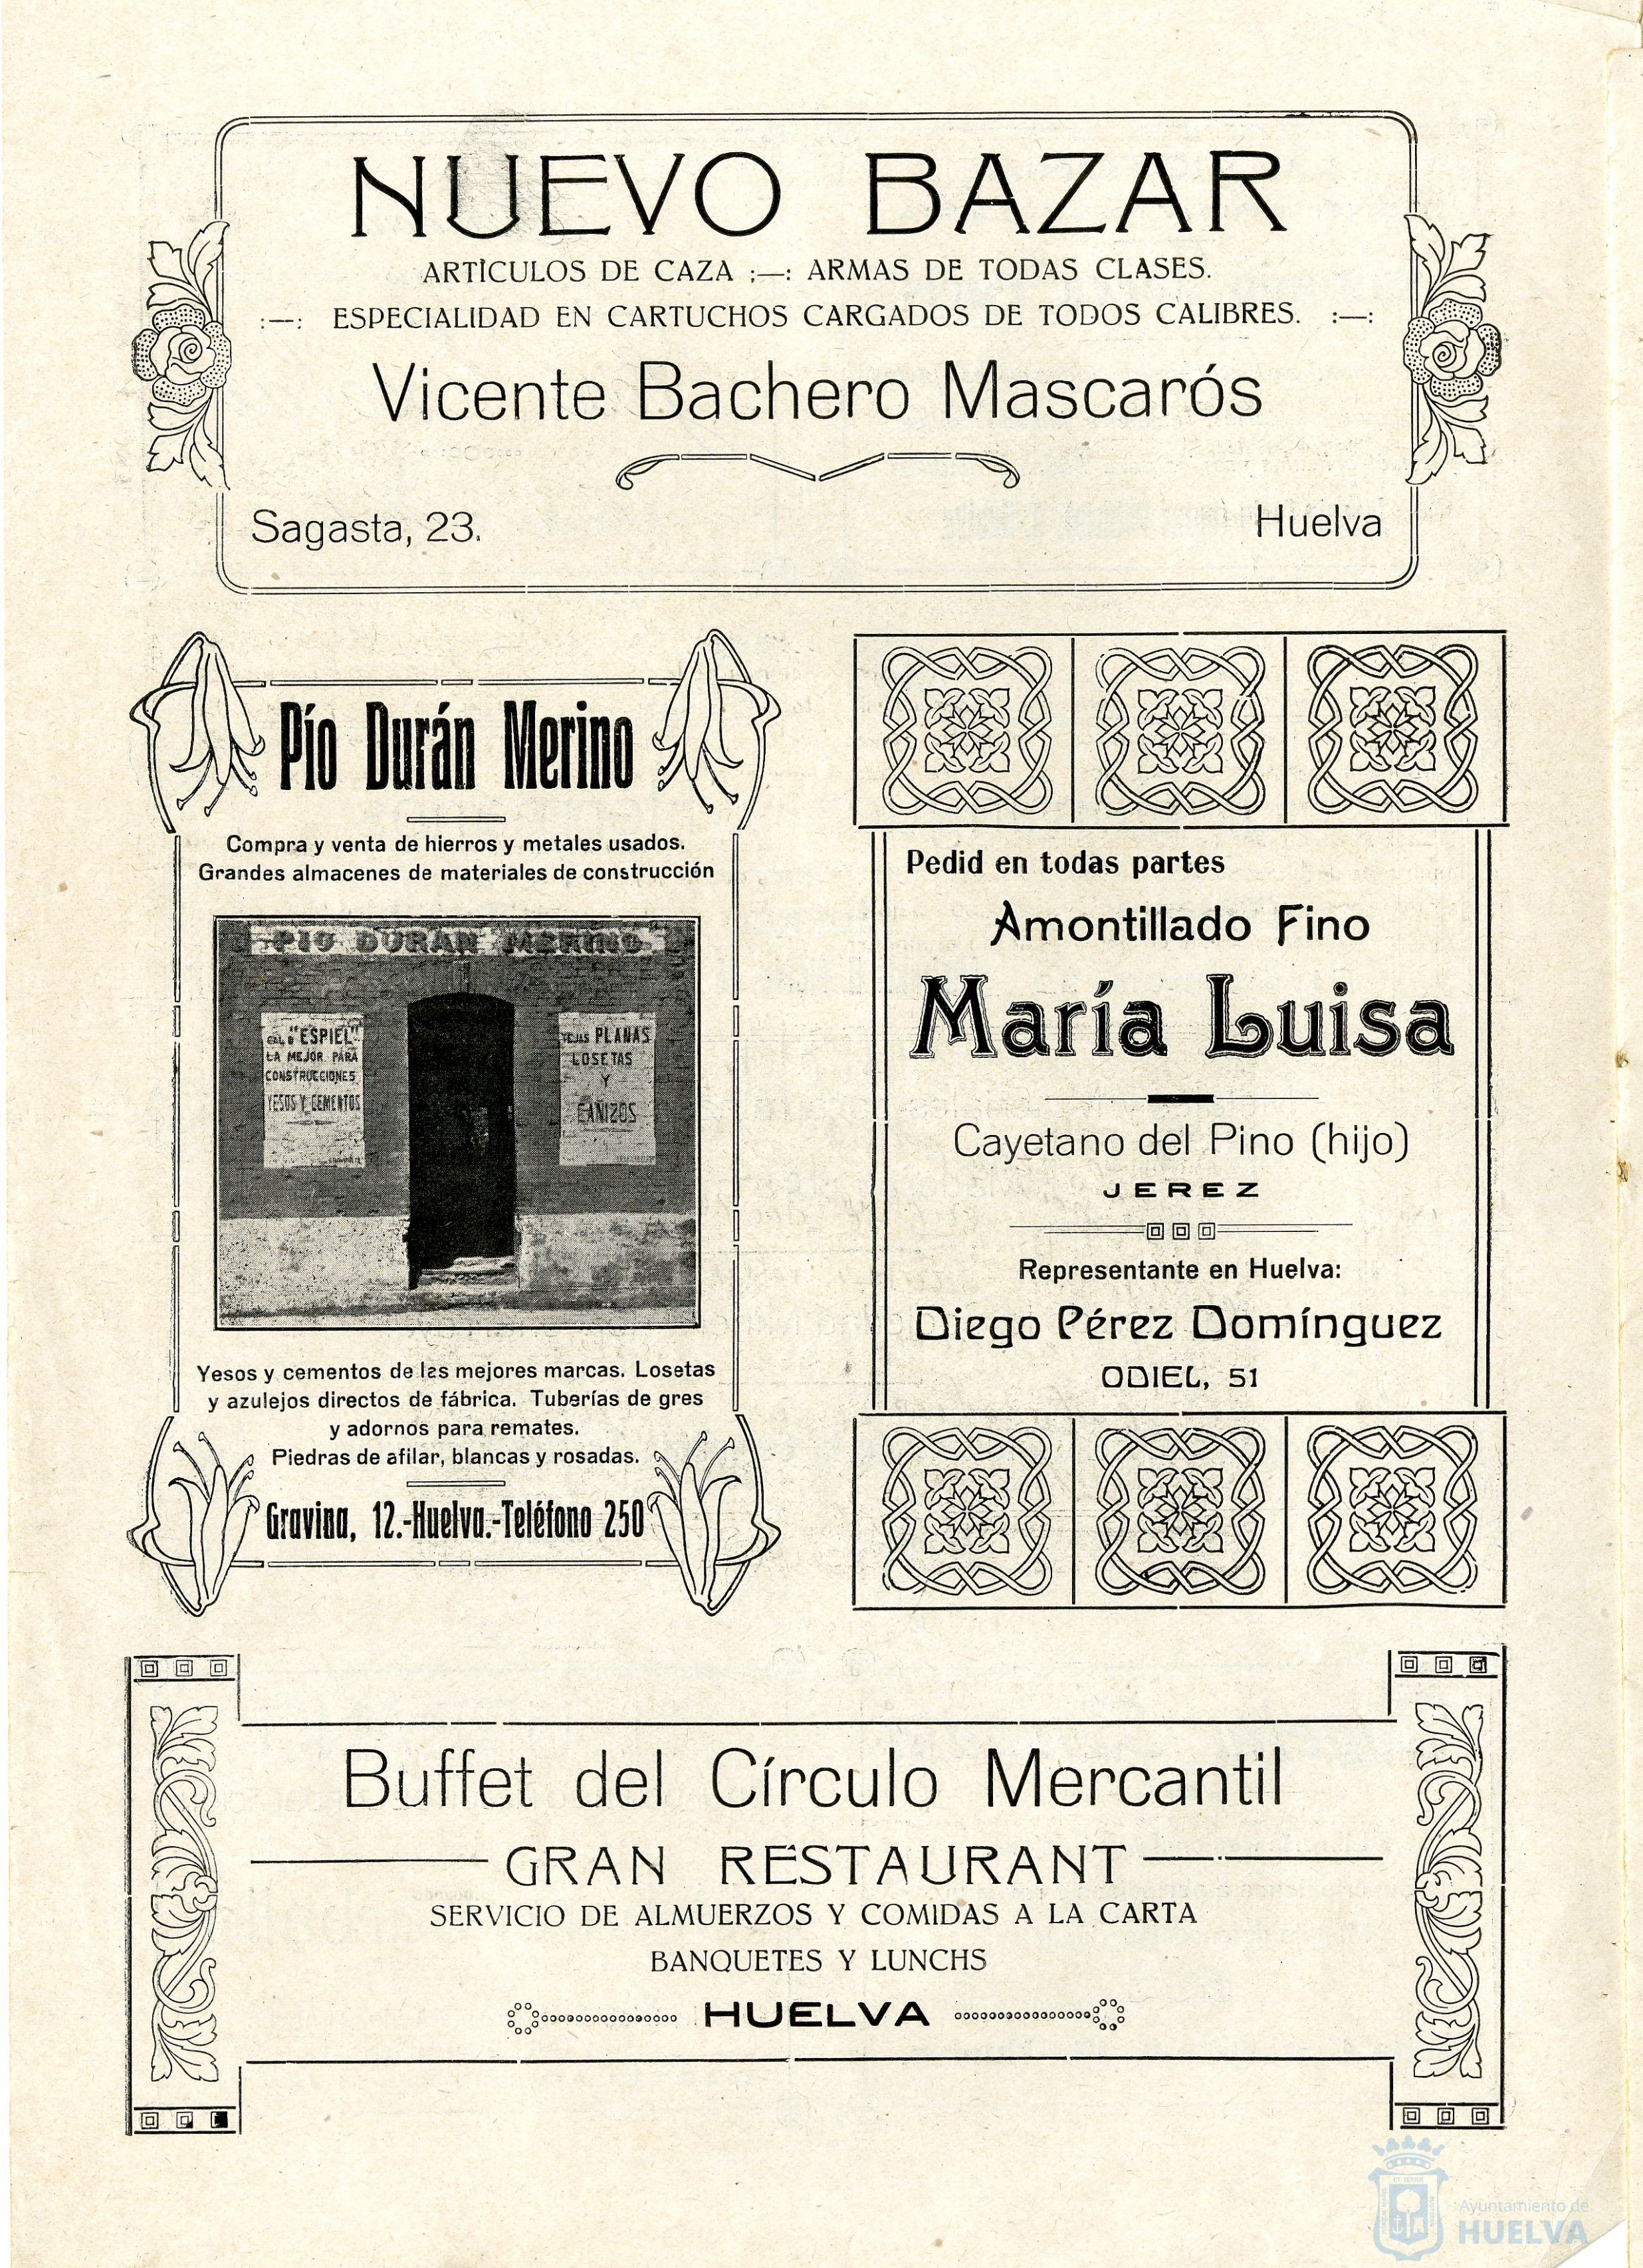 NUEVO BAZAR
ARTÍCULOS DE CAZA ;—: ARMAS DE TODAS CLASES.
:—: ESPECIALIDAD EN CARTUCHOS CARGADOS DE TODOS CALIBRES. :—:
Vicente Bachero Mascarós
Sagasta, 23.
Huelva
Pío Durán Merino
Compra y venta de hierros y metales usados.
Grandes almacenes de materiales de construcción
PIO DURAN MERINO
CAL "ESPIEL"
LA MEJOR PARA
CONSTRUCCIONES
YESOS Y CEMENTOS
TEJAS PLANAS
LOSETAS
Y
CAÑIZOS
Yesos y cementos de las mejores marcas. Losetas
y azulejos directos de fábrica. Tuberías de gres
y adornos para remates.
Piedras de afilar, blancas y rosadas.
Gravina, 12.-Huelva.-Teléfono 250
Pedid en todas partes
Amontillado Fino
María Luisa
Cayetano del Pino (hijo)
JEREZ
Representante en Huelva:
Diego Pérez Domínguez
ODIEL, 51
Buffet del Círculo Mercantil
GRAN RESTAURANT
SERVICIO DE ALMUERZOS Y COMIDAS A LA CARTA
BANQUETES Y LUNCHS
HUELVA
Ayuntamiento de
HUELVA